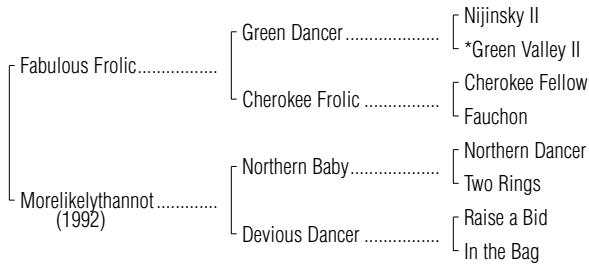 Nijinsky II
Green Dancer....................
*Green Valley II
Fabulous Frolic.................
Cherokee Fellow
Cherokee Frolic ................
Fauchon
Northern Dancer
Northern Baby...................
Two Rings
Morelikelythannot.............
(1992)
Raise a Bid
Devious Dancer ................
In the Bag